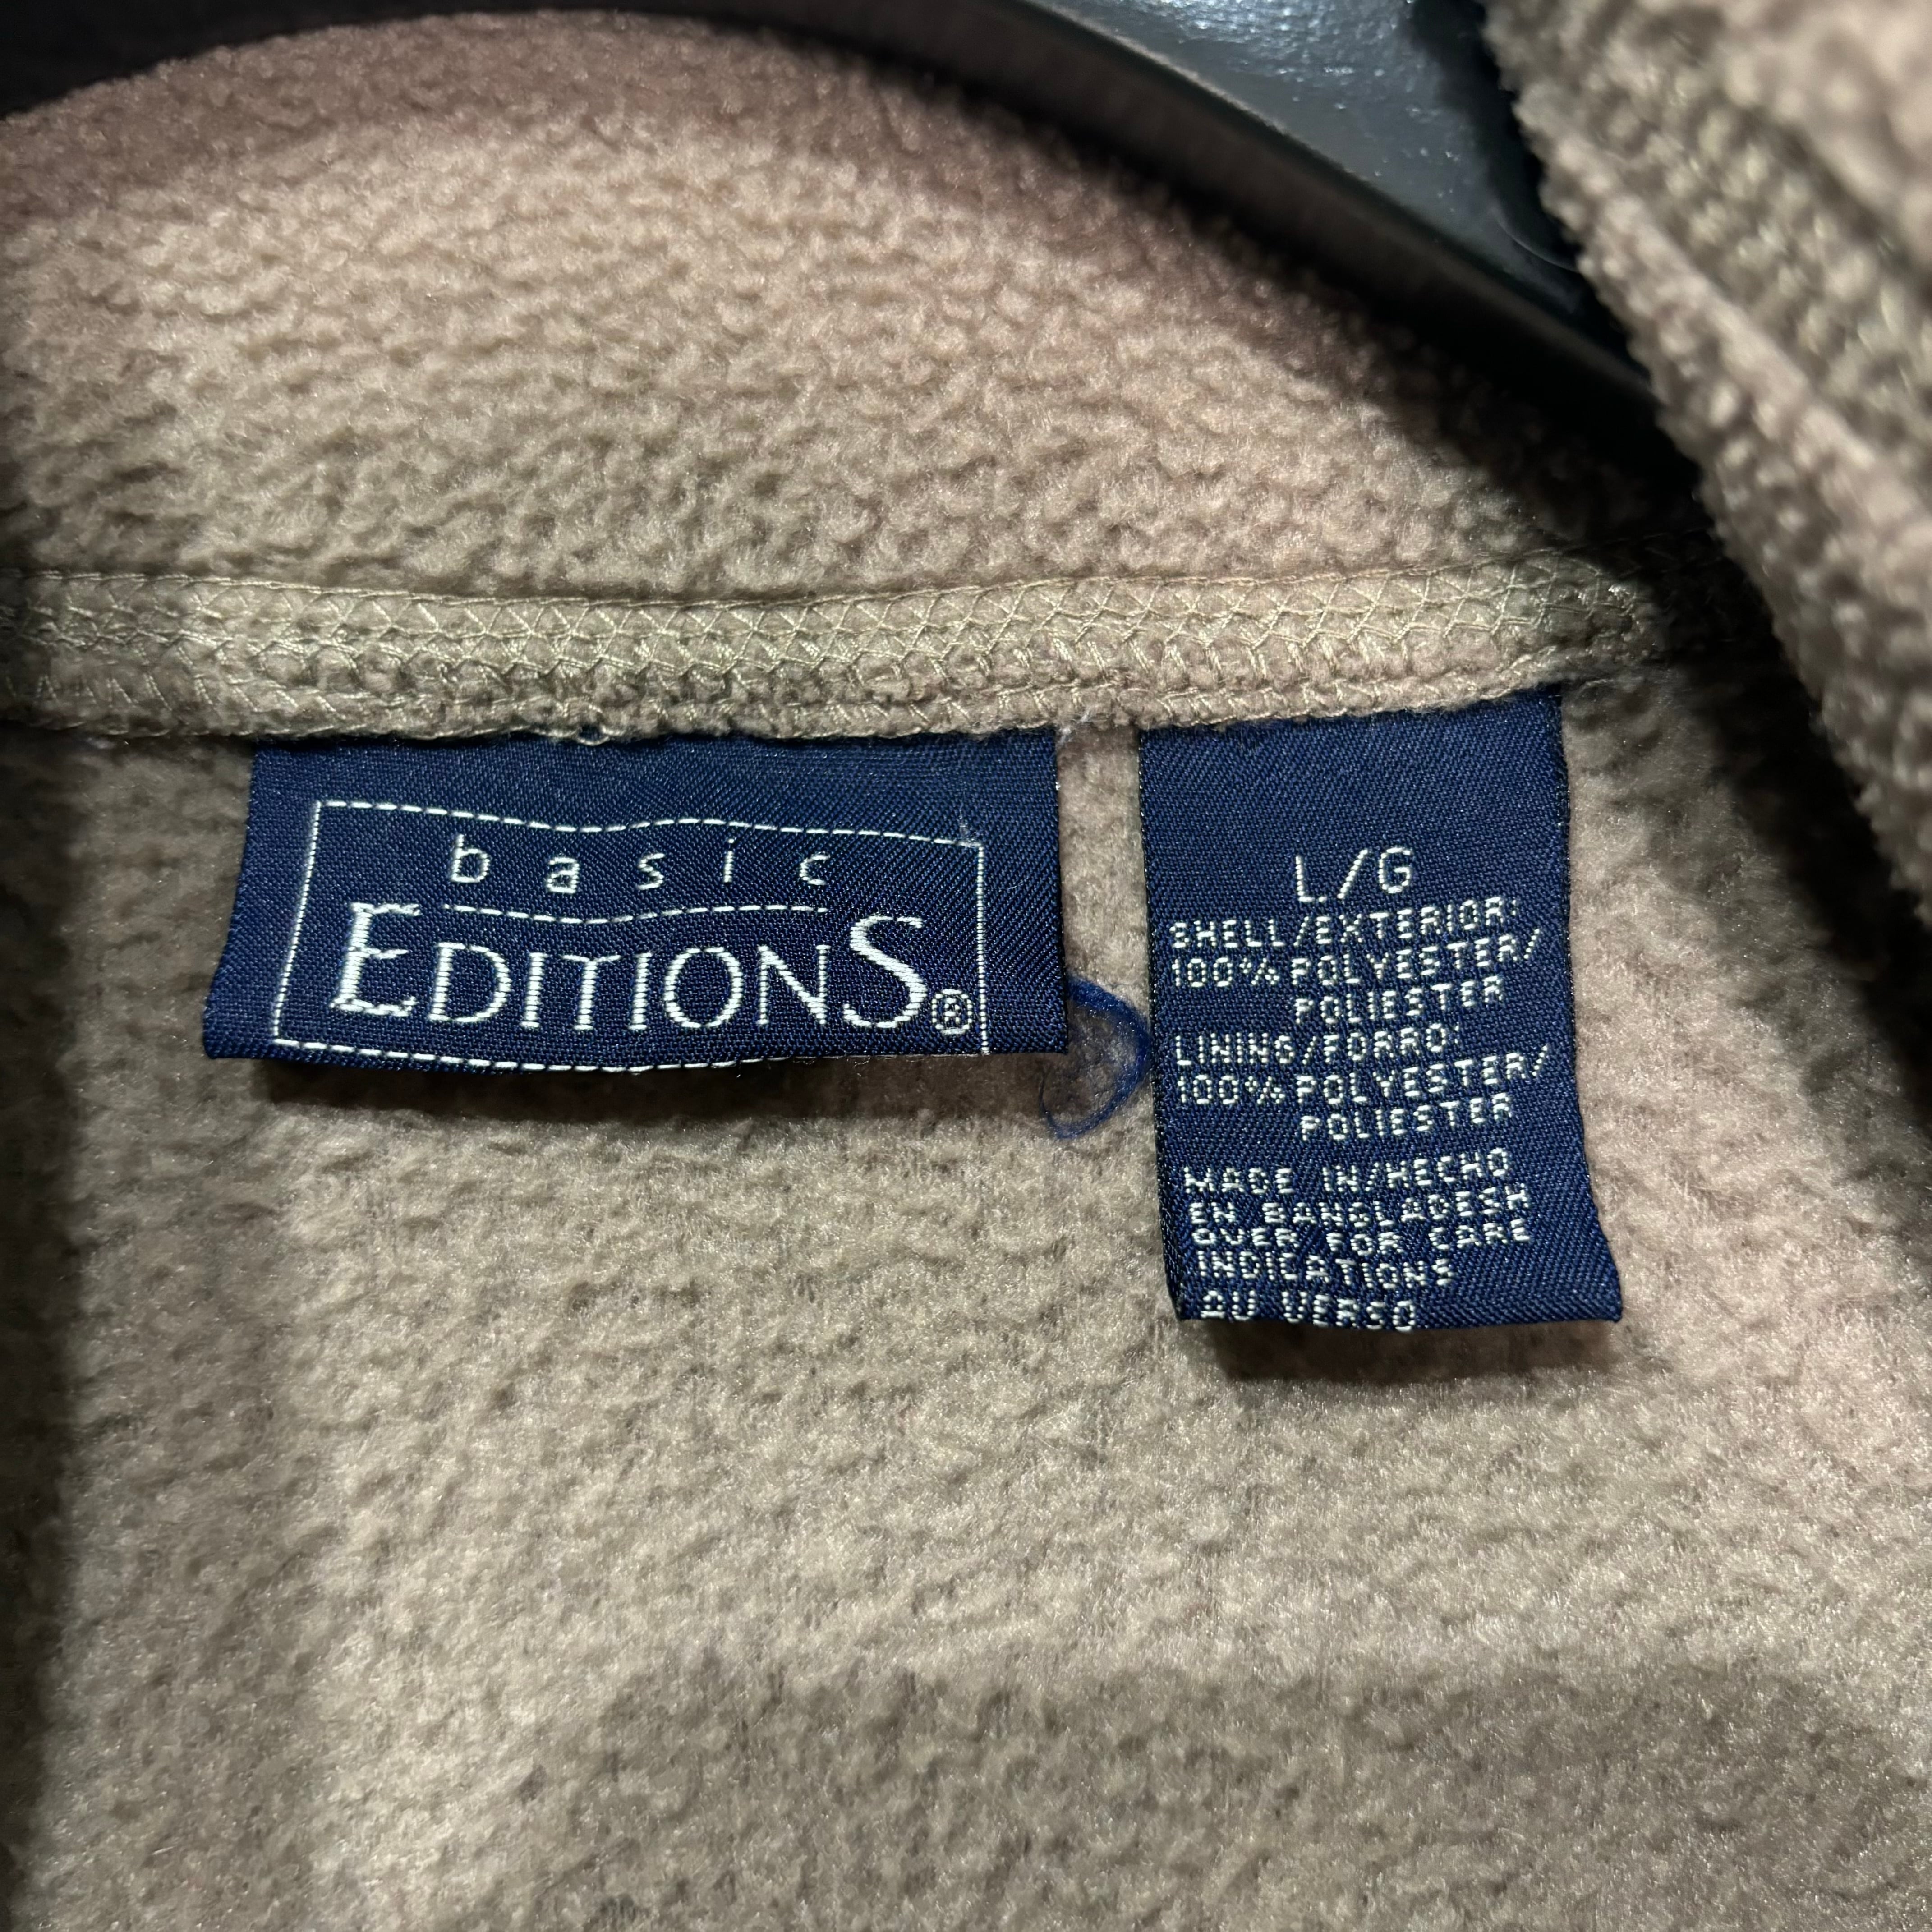 basic
EDITIONS®
L/G
SHELL/EXTERIOR:
100% POLYESTER/
POLIESTER
LINING/FORRO:
100% POLYESTER/
POLIESTER
MADE IN/HECHO
EN BANGLADESH
OVER/FOR CARE
INDICATIONS
AU VERSO